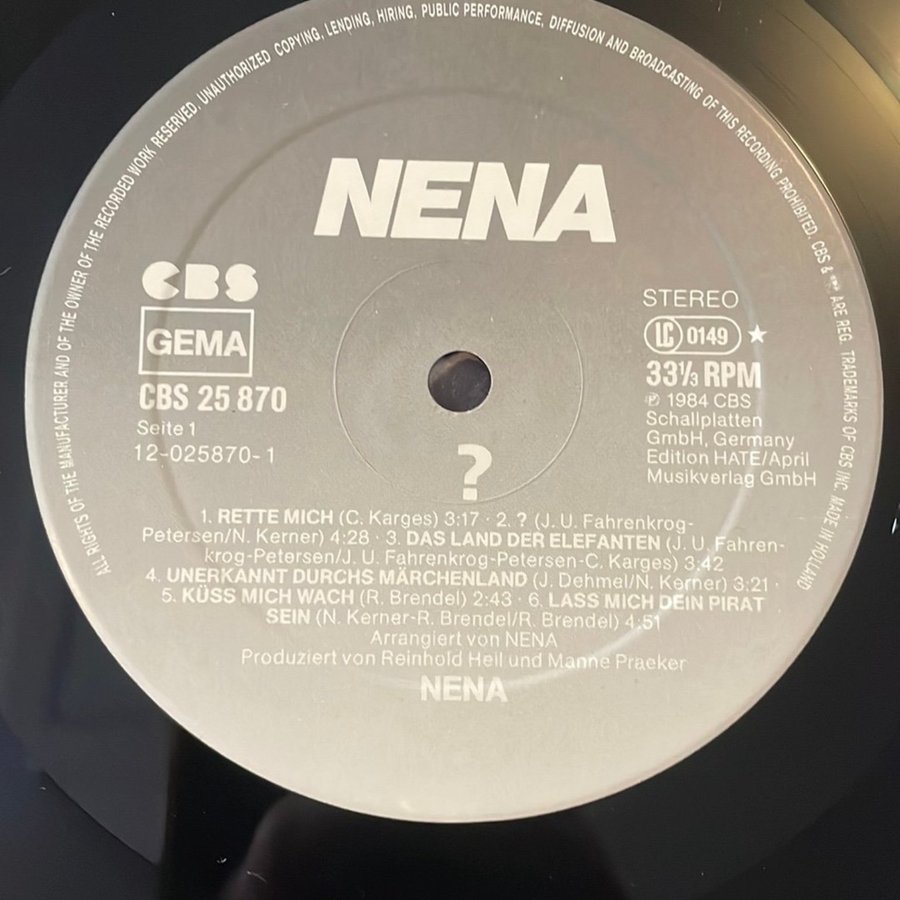 ALL RIGHTS OF THE MANUFACTURER AND OF THE OWNER OF THE RECORDED WORK RESERVED. UNAUTHORIZED COPYING, LENDING, HIRING, PUBLIC PERFORMANCE, DIFFUSION AND BROADCASTING OF THIS RECORDING PROHIBITED. CBS & ARE REG. TRADEMARKS OF CBS INC. MADE IN HOLLAND
NENA
CBS
GEMA
CBS 25 870
Seite 1
12-025870-1
STEREO
LC 0149 ★
33⅓ RPM
℗ 1984 CBS
Schallplatten
GmbH, Germany
Edition HATE/April
Musikverlag GmbH
?
1. RETTE MICH (C. Karges) 3:17 · 2. ? (J. U. Fahrenkrog-
Petersen/N. Kerner) 4:28 · 3. DAS LAND DER ELEFANTEN (J. U. Fahren-
krog-Petersen/J. U. Fahrenkrog-Petersen-C. Karges) 3:42
4. UNERKANNT DURCHS MÄRCHENLAND (J. Dehmel/N. Kerner) 3:21 ·
5. KÜSS MICH WACH (R. Brendel) 2:43 · 6. LASS MICH DEIN PIRAT
SEIN (N. Kerner-R. Brendel/R. Brendel) 4:51
Arrangiert von NENA
Produziert von Reinhold Heil und Manne Praeker
NENA